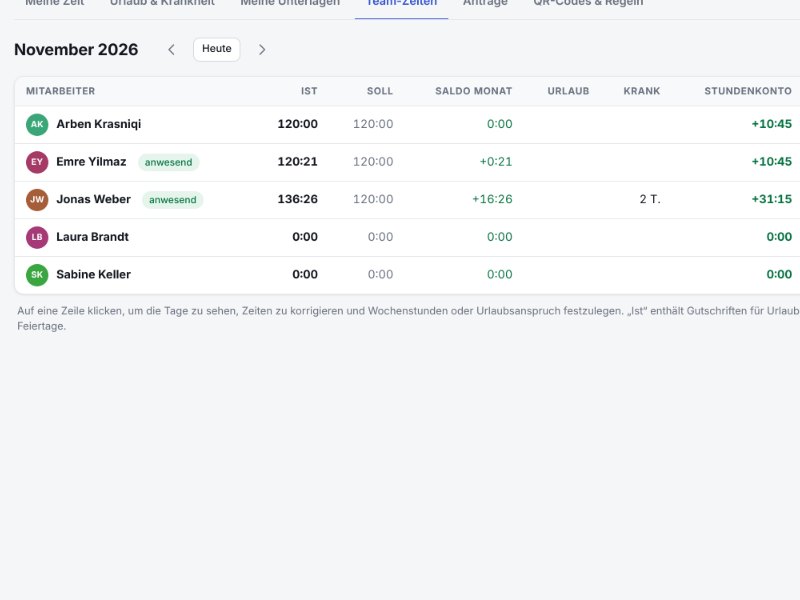 Meine Zeit Urlaub & Krankheit Meine Unterlagen Team-Zeiten Anträge QR-Codes & Regeln
November 2026 Heute
MITARBEITER IST SOLL SALDO MONAT URLAUB KRANK STUNDENKONTO
AK Arben Krasniqi 120:00 120:00 0:00 +10:45
EY Emre Yilmaz anwesend 120:21 120:00 +0:21 +10:45
JW Jonas Weber anwesend 136:26 120:00 +16:26 2 T. +31:15
LB Laura Brandt 0:00 0:00 0:00 0:00
SK Sabine Keller 0:00 0:00 0:00 0:00
Auf eine Zeile klicken, um die Tage zu sehen, Zeiten zu korrigieren und Wochenstunden oder Urlaubsanspruch festzulegen. „Ist“ enthält Gutschriften für Urlaub
Feiertage.